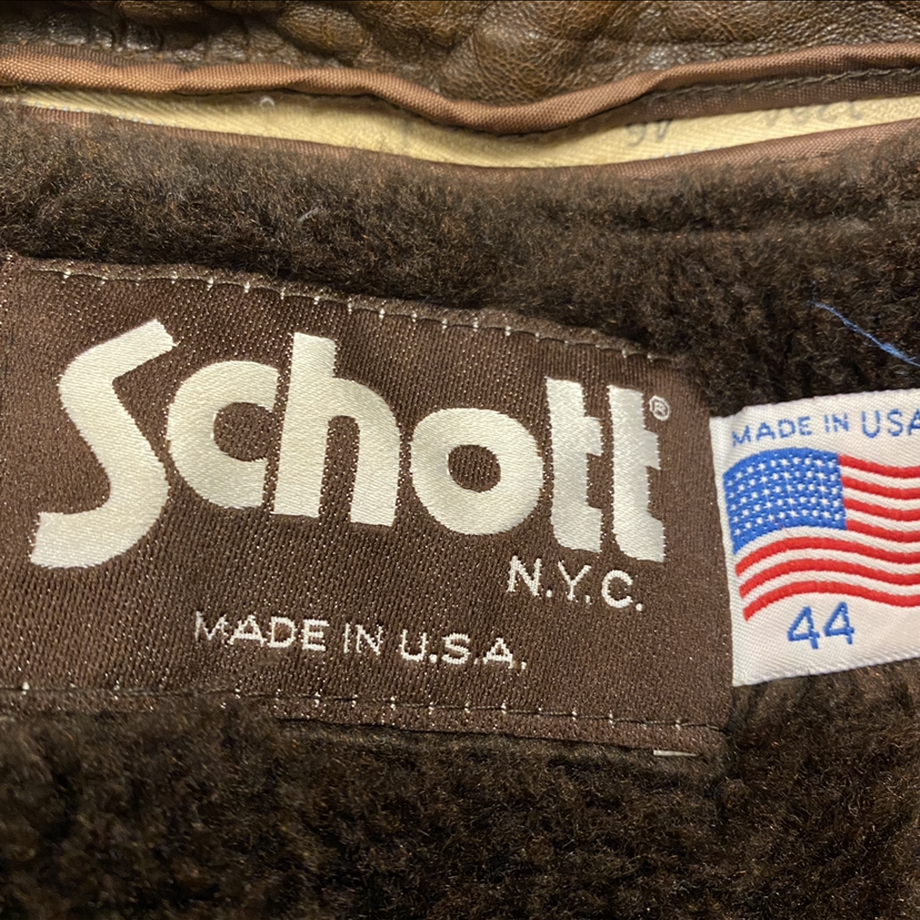 Schott®
N.Y.C.
MADE IN U.S.A.
MADE IN USA
44